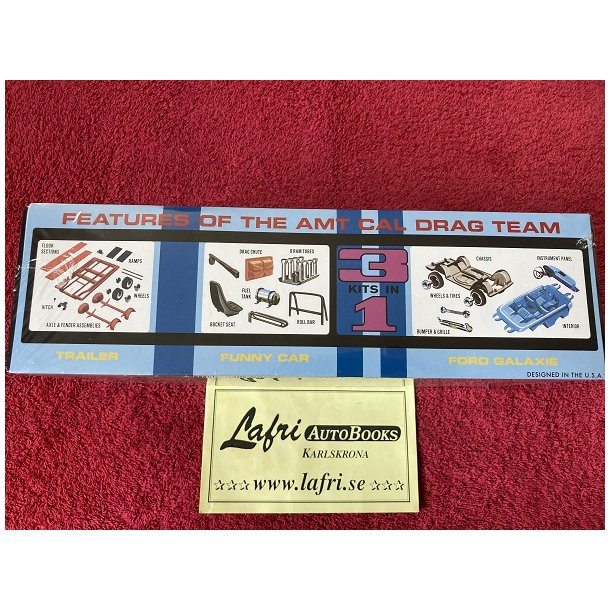 FEATURES OF THE AMT CAL DRAG TEAM
FLOOR
SECTIONS
RAMPS
HITCH
WHEELS
AXLE & FENDER ASSEMBLIES
TRAILER
DRAG CHUTE
8 RAM TUBES
FUEL
TANK
BUCKET SEAT
ROLL BAR
FUNNY CAR
3
KITS IN
1
CHASSIS
INSTRUMENT PANEL
WHEELS & TIRES
BUMPER & GRILLE
INTERIOR
FORD GALAXIE
DESIGNED IN THE U.S.A.
Lafri AUTOBOOKS
KARLSKRONA
☆☆☆ www.lafri.se ☆☆☆